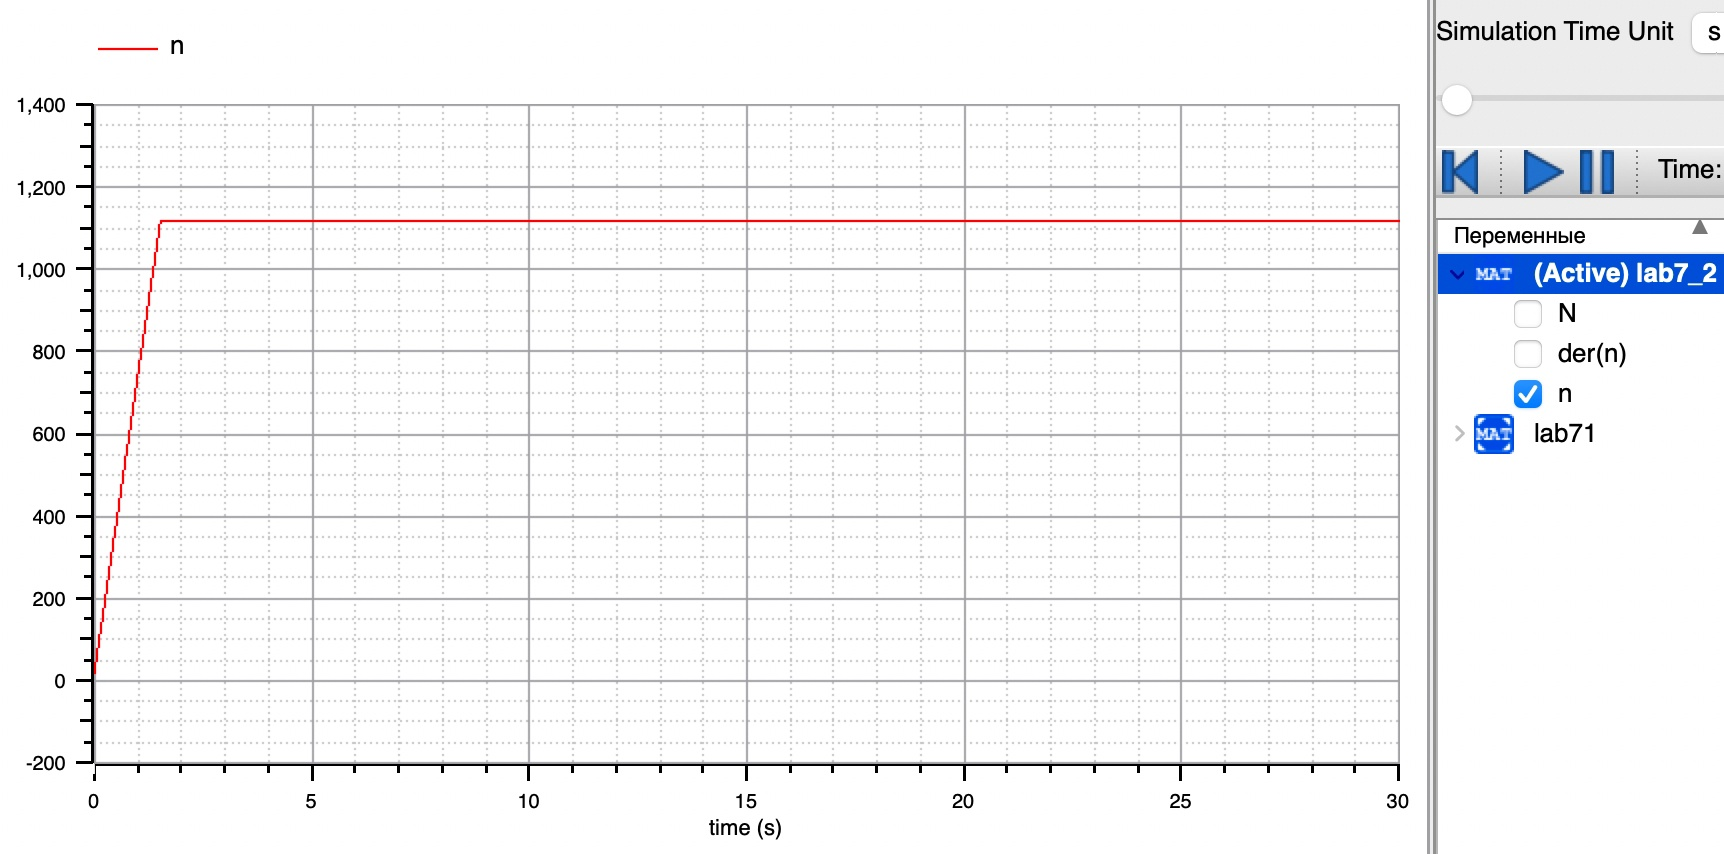 n
1,400
1,200
1,000
800
600
400
200
0
-200
0 5 10 15 20 25 30
time (s)
Simulation Time Unit s
Time:
Переменные
MAT (Active) lab7_2
N
der(n)
n
MAT lab71